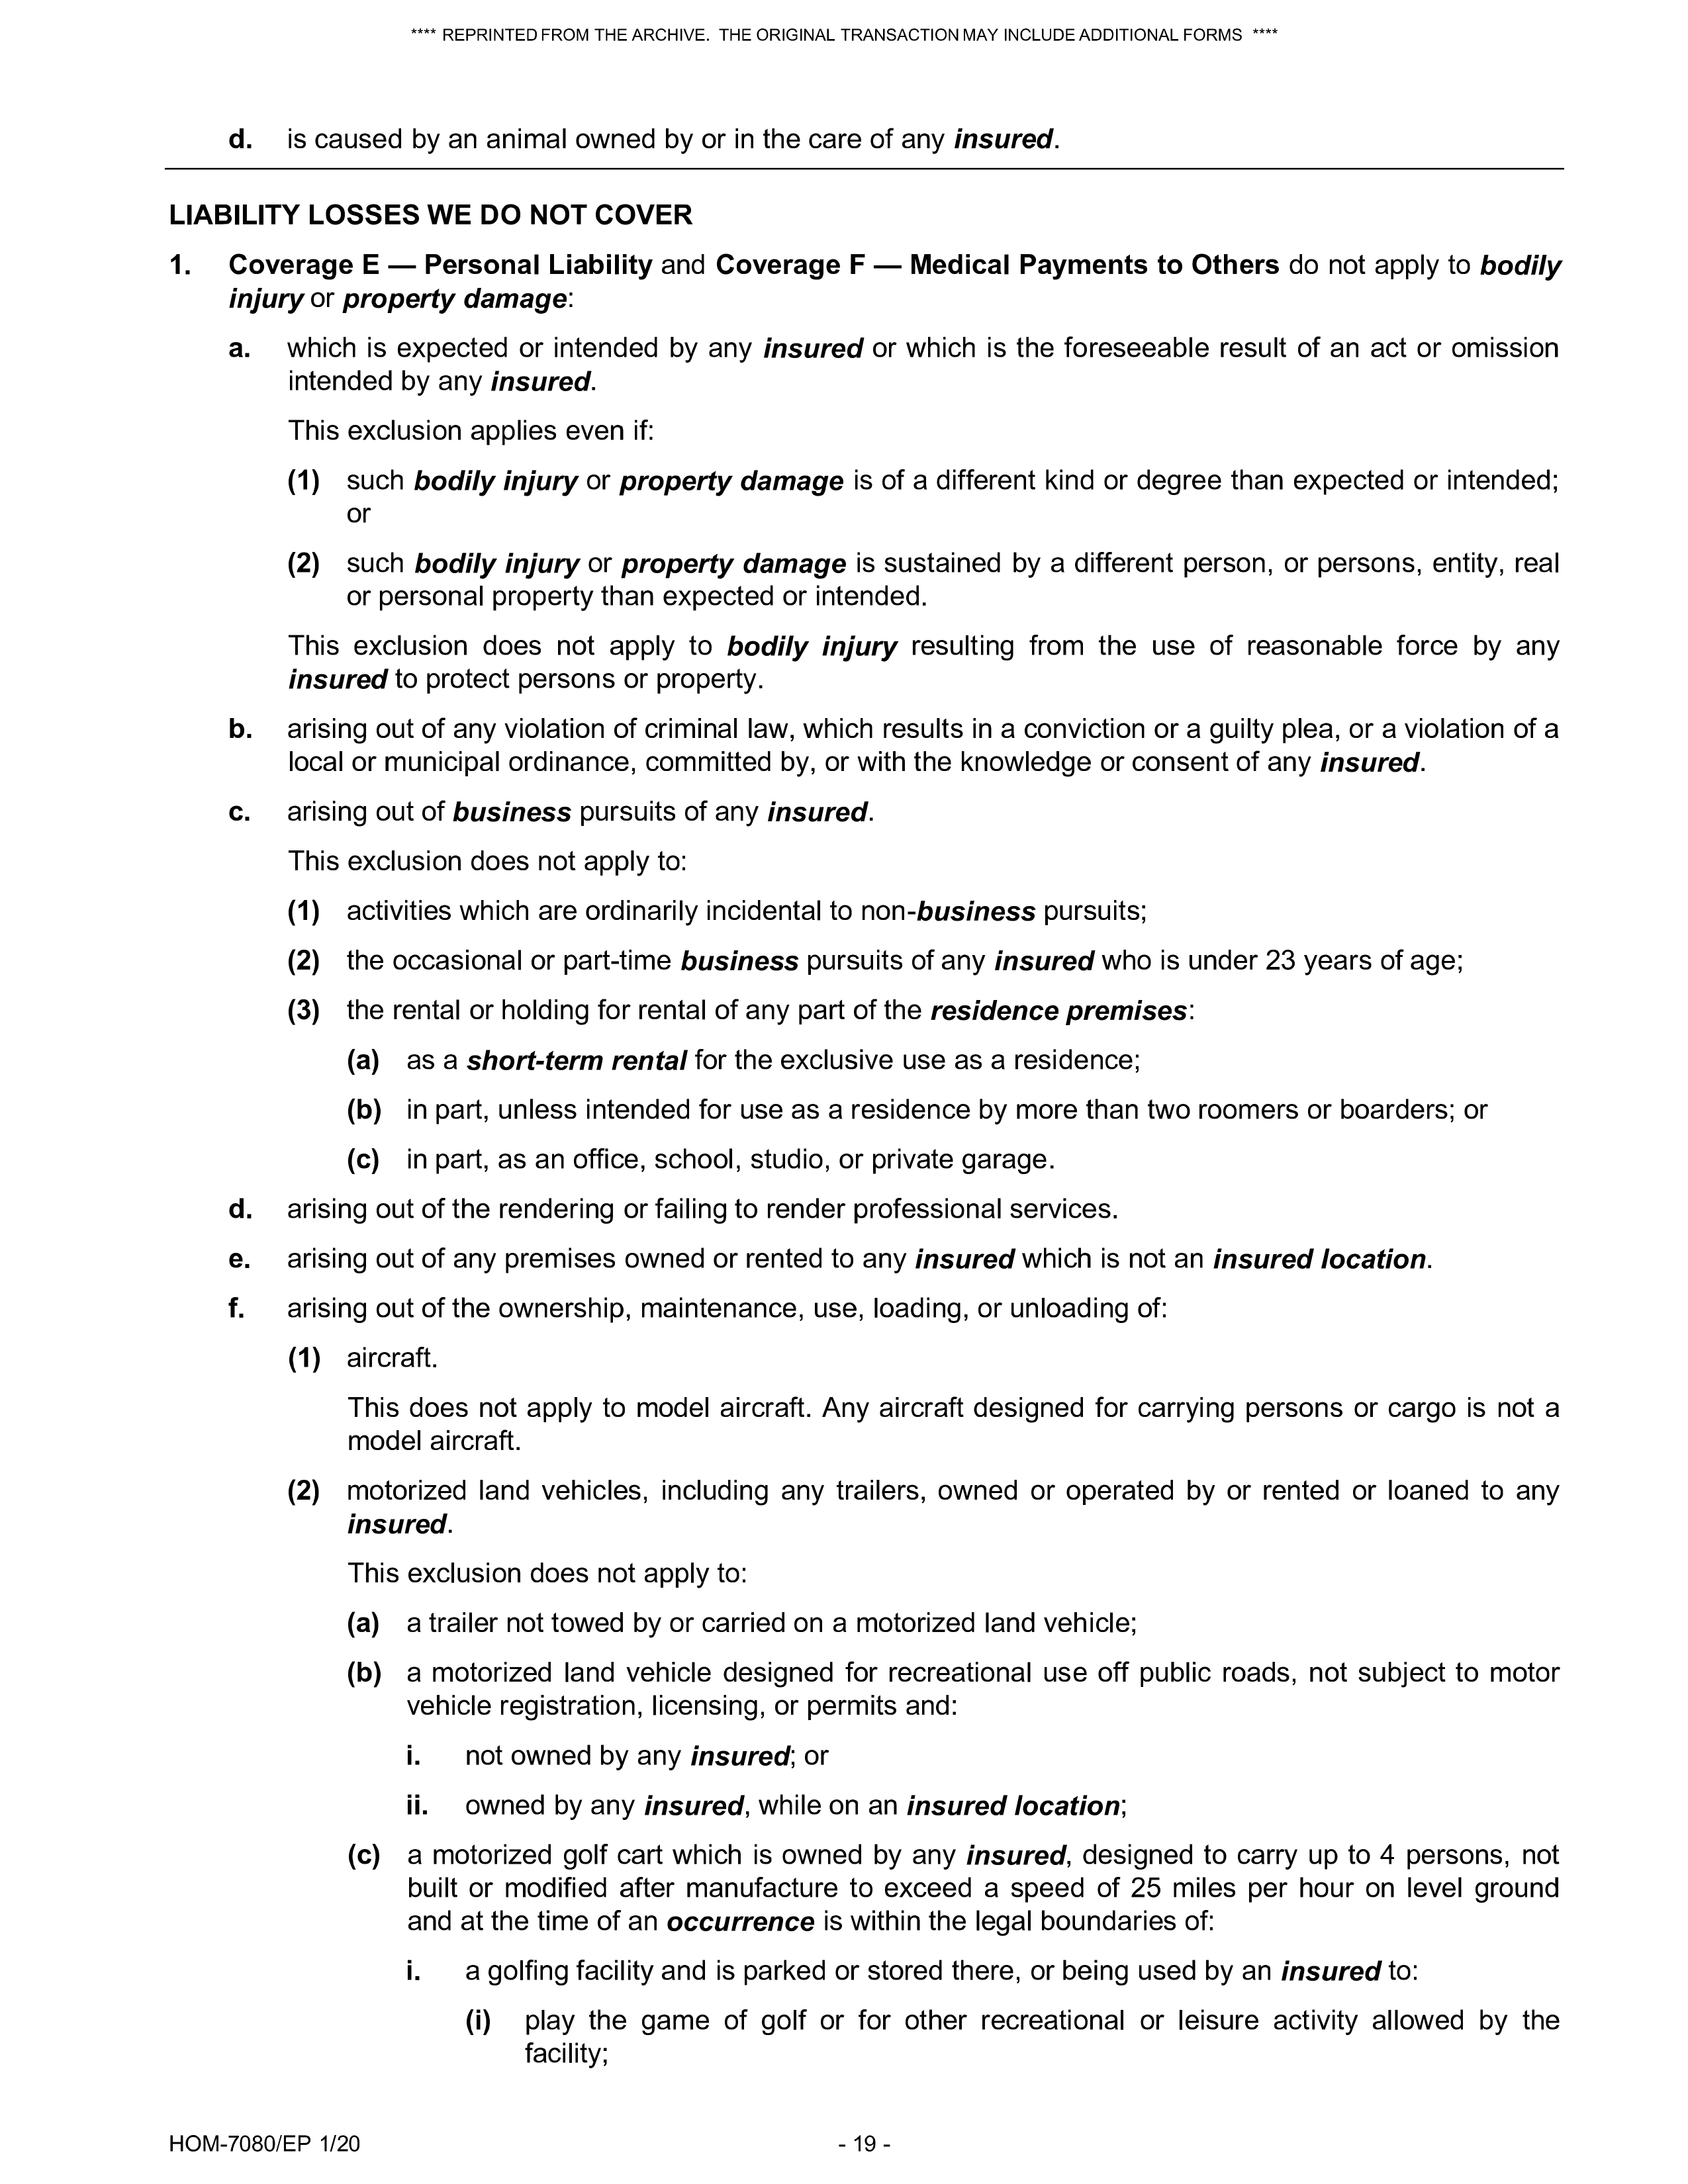 **** REPRINTED FROM THE ARCHIVE. THE ORIGINAL TRANSACTION MAY INCLUDE ADDITIONAL FORMS ****
d. is caused by an animal owned by or in the care of any insured.
LIABILITY LOSSES WE DO NOT COVER
1. Coverage E — Personal Liability and Coverage F — Medical Payments to Others do not apply to bodily
injury or property damage:
a. which is expected or intended by any insured or which is the foreseeable result of an act or omission
intended by any insured.
This exclusion applies even if:
(1) such bodily injury or property damage is of a different kind or degree than expected or intended;
or
(2) such bodily injury or property damage is sustained by a different person, or persons, entity, real
or personal property than expected or intended.
This exclusion does not apply to bodily injury resulting from the use of reasonable force by any
insured to protect persons or property.
b. arising out of any violation of criminal law, which results in a conviction or a guilty plea, or a violation of a
local or municipal ordinance, committed by, or with the knowledge or consent of any insured.
c. arising out of business pursuits of any insured.
This exclusion does not apply to:
(1) activities which are ordinarily incidental to non-business pursuits;
(2) the occasional or part-time business pursuits of any insured who is under 23 years of age;
(3) the rental or holding for rental of any part of the residence premises:
(a) as a short-term rental for the exclusive use as a residence;
(b) in part, unless intended for use as a residence by more than two roomers or boarders; or
(c) in part, as an office, school, studio, or private garage.
d. arising out of the rendering or failing to render professional services.
e. arising out of any premises owned or rented to any insured which is not an insured location.
f. arising out of the ownership, maintenance, use, loading, or unloading of:
(1) aircraft.
This does not apply to model aircraft. Any aircraft designed for carrying persons or cargo is not a
model aircraft.
(2) motorized land vehicles, including any trailers, owned or operated by or rented or loaned to any
insured.
This exclusion does not apply to:
(a) a trailer not towed by or carried on a motorized land vehicle;
(b) a motorized land vehicle designed for recreational use off public roads, not subject to motor
vehicle registration, licensing, or permits and:
i. not owned by any insured; or
ii. owned by any insured, while on an insured location;
(c) a motorized golf cart which is owned by any insured, designed to carry up to 4 persons, not
built or modified after manufacture to exceed a speed of 25 miles per hour on level ground
and at the time of an occurrence is within the legal boundaries of:
i. a golfing facility and is parked or stored there, or being used by an insured to:
(i) play the game of golf or for other recreational or leisure activity allowed by the
facility;
HOM-7080/EP 1/20
- 19 -